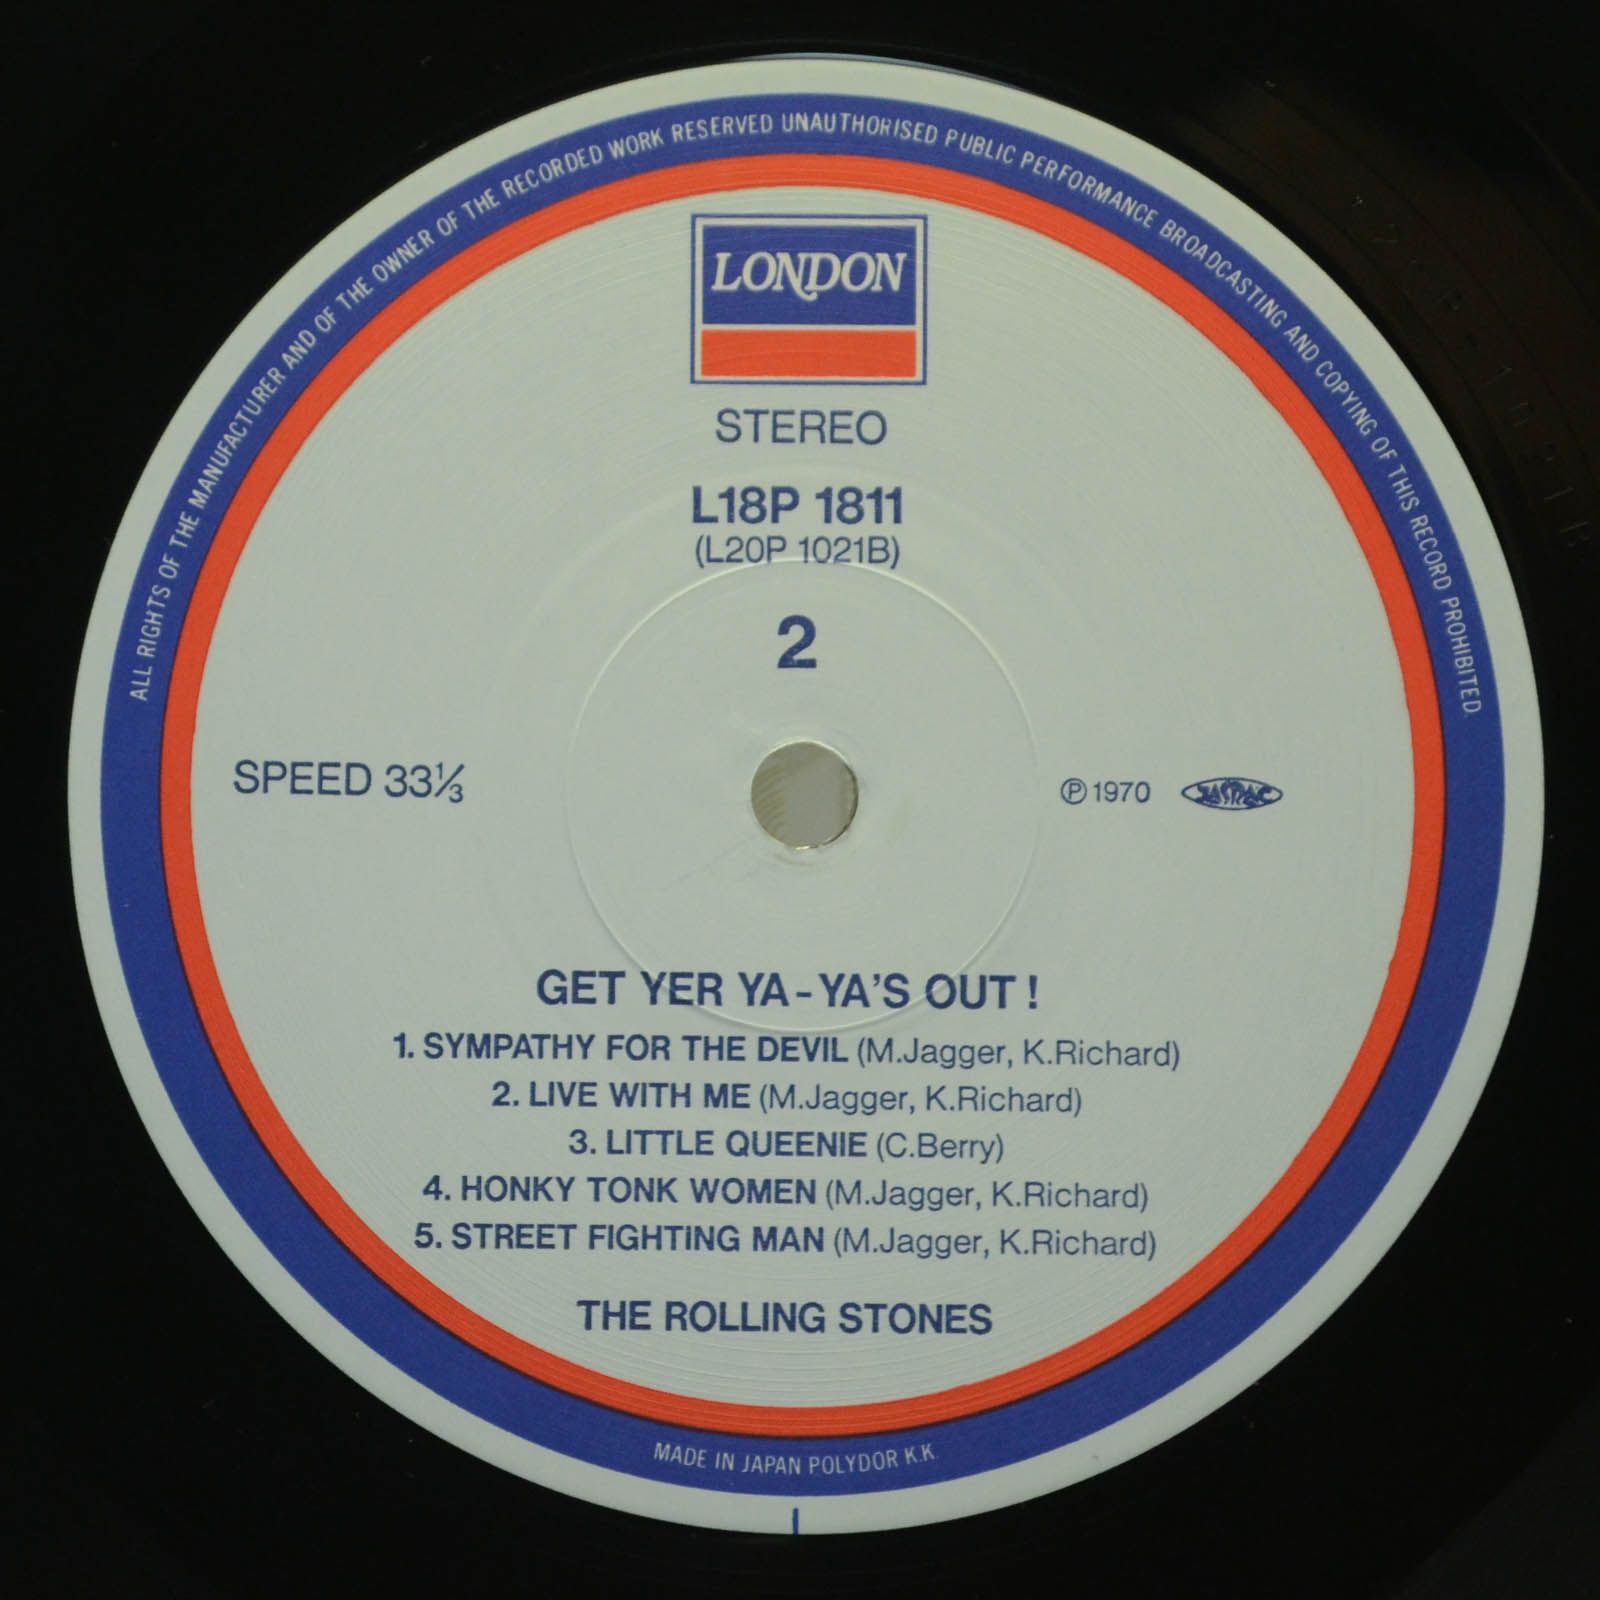 ALL RIGHTS OF THE MANUFACTURER AND OF THE OWNER OF THE RECORDED WORK RESERVED UNAUTHORISED PUBLIC PERFORMANCE BROADCASTING AND COPYING OF THIS RECORD PROHIBITED
LONDON
STEREO
L18P 1811
(L20P 1021B)
2
SPEED 33⅓
Ⓟ1970 JASRAC
GET YER YA-YA'S OUT!
1. SYMPATHY FOR THE DEVIL (M.Jagger, K.Richard)
2. LIVE WITH ME (M.Jagger, K.Richard)
3. LITTLE QUEENIE (C.Berry)
4. HONKY TONK WOMEN (M.Jagger, K.Richard)
5. STREET FIGHTING MAN (M.Jagger, K.Richard)
THE ROLLING STONES
MADE IN JAPAN POLYDOR K.K.